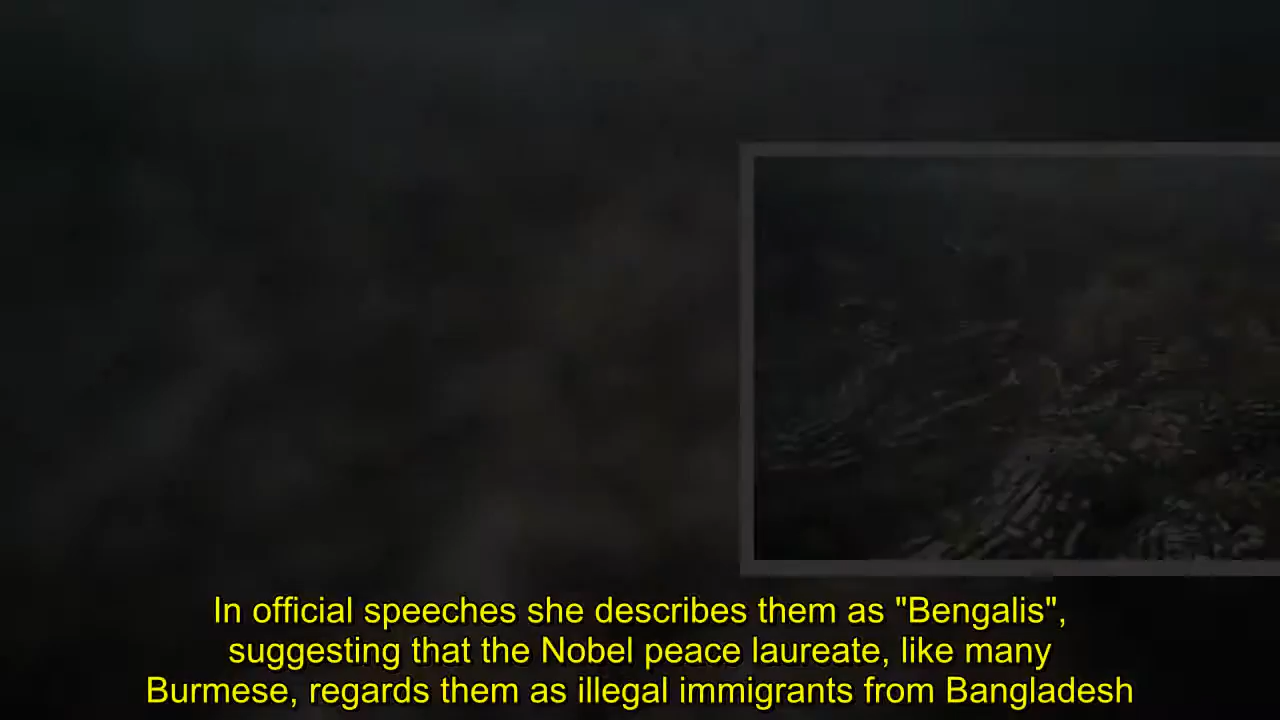 In official speeches she describes them as "Bengalis",
suggesting that the Nobel peace laureate, like many
Burmese, regards them as illegal immigrants from Bangladesh